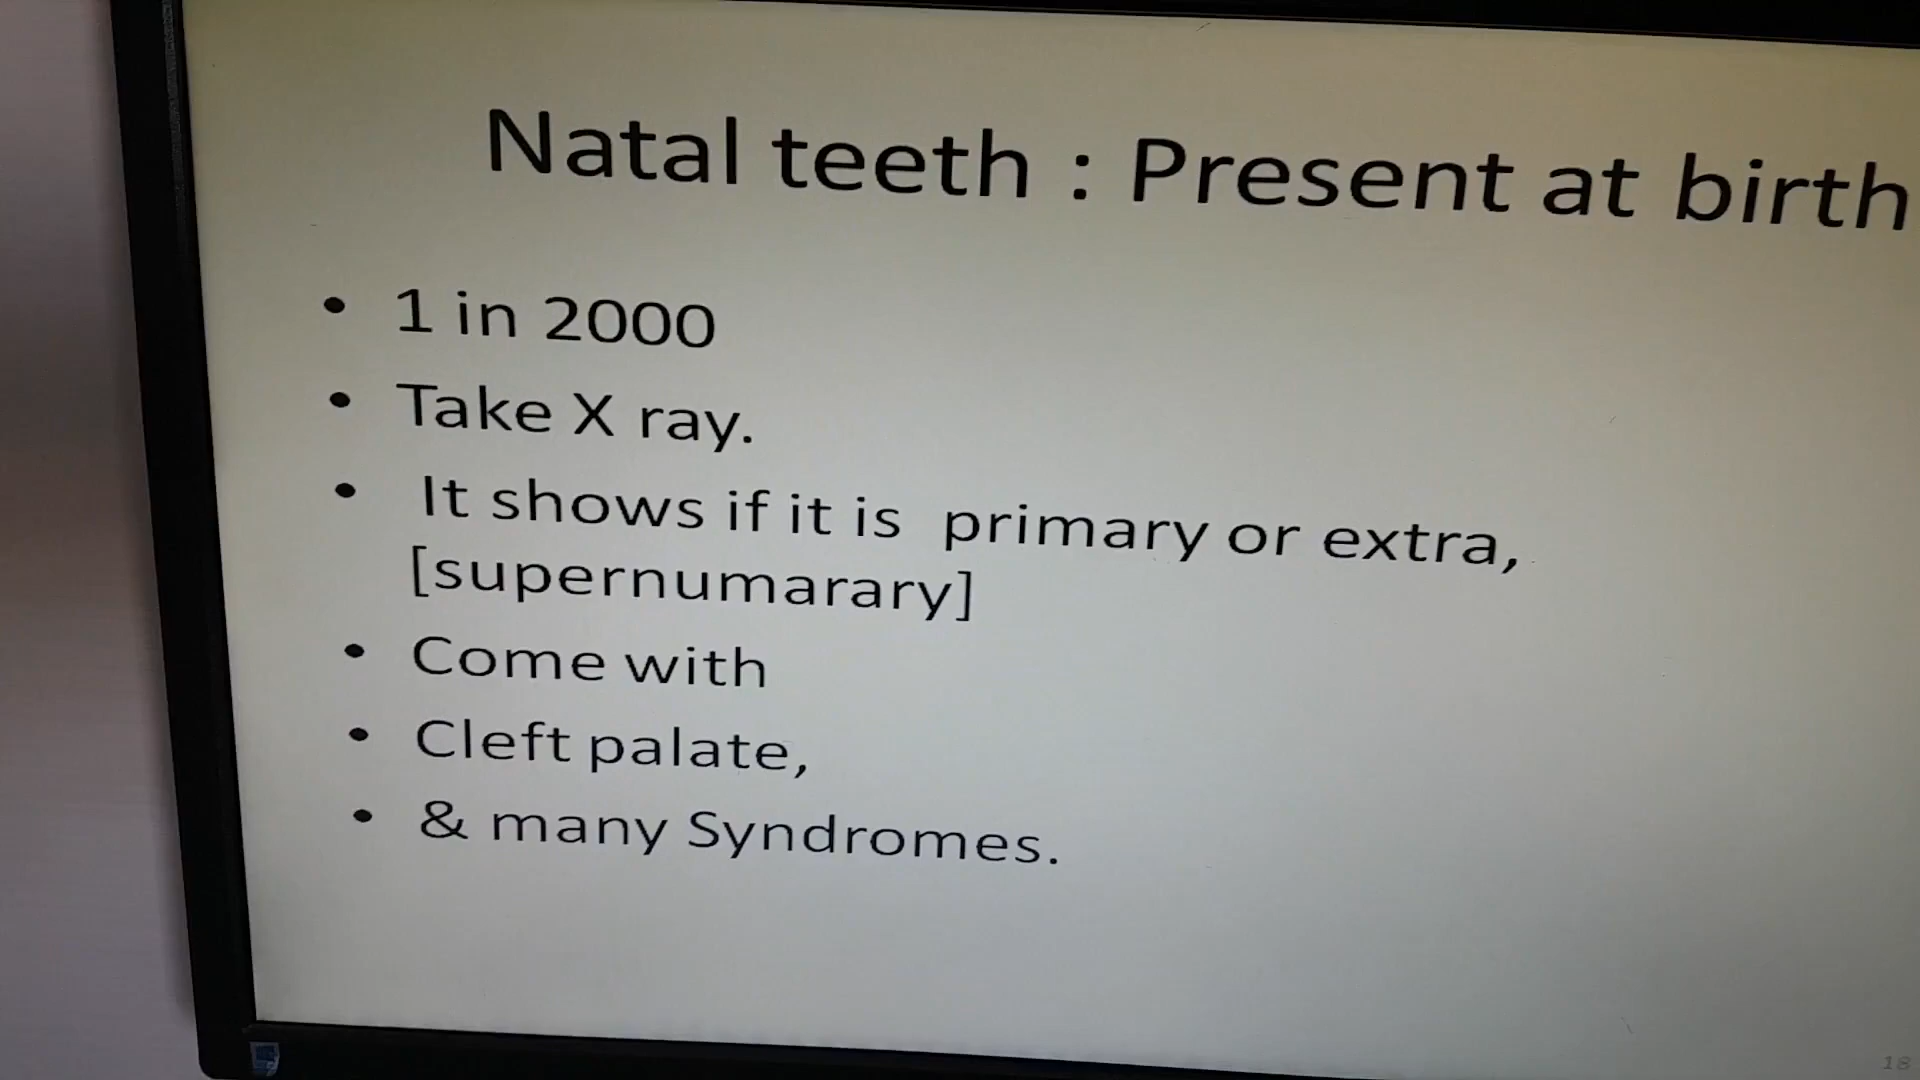 Natal teeth : Present at birth
• 1 in 2000
• Take X ray.
• It shows if it is primary or extra,
[supernumarary]
• Come with
• Cleft palate,
• & many Syndromes.
18